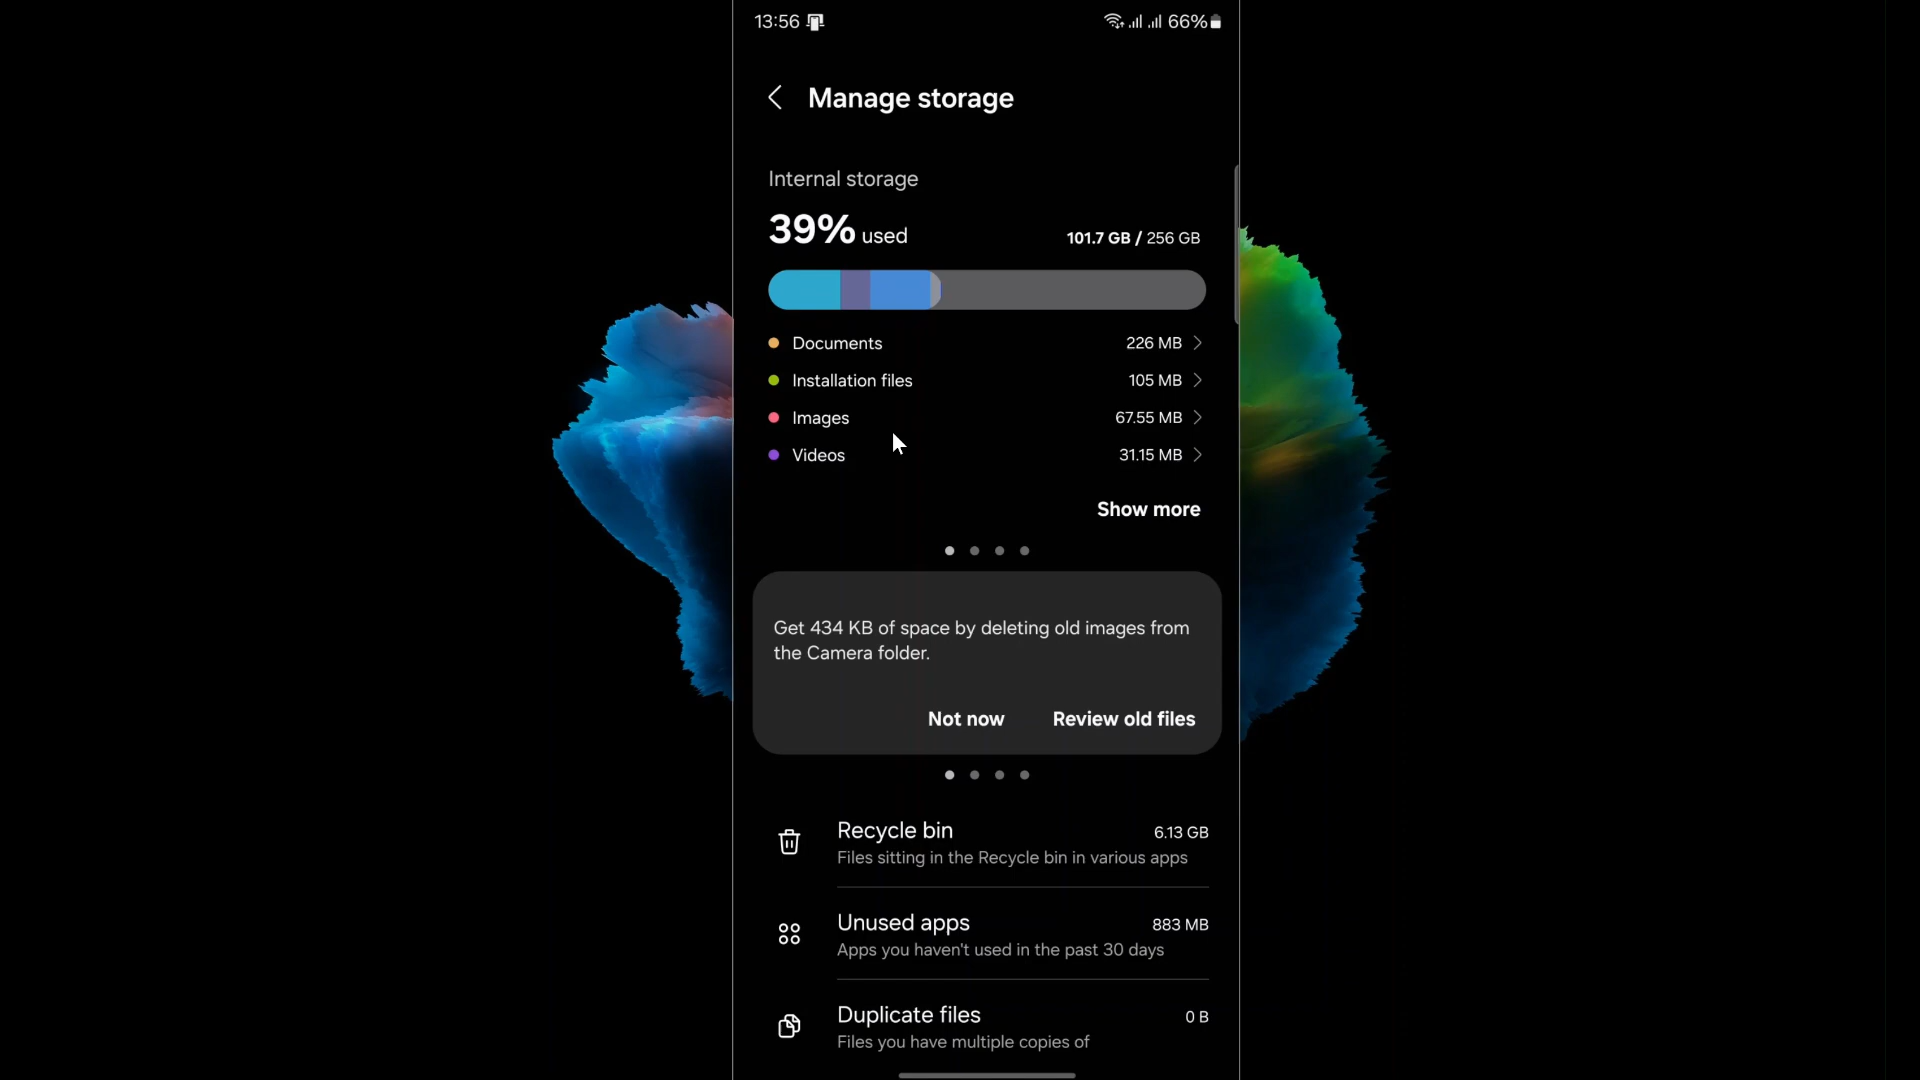 13:56 66%
Manage storage
Internal storage
39% used 101.7 GB / 256 GB
Documents 226 MB
Installation files 105 MB
Images 67.55 MB
Videos 31.15 MB
Show more
Get 434 KB of space by deleting old images from
the Camera folder.
Not now Review old files
Recycle bin 6.13 GB
Files sitting in the Recycle bin in various apps
Unused apps 883 MB
Apps you haven't used in the past 30 days
Duplicate files 0 B
Files you have multiple copies of